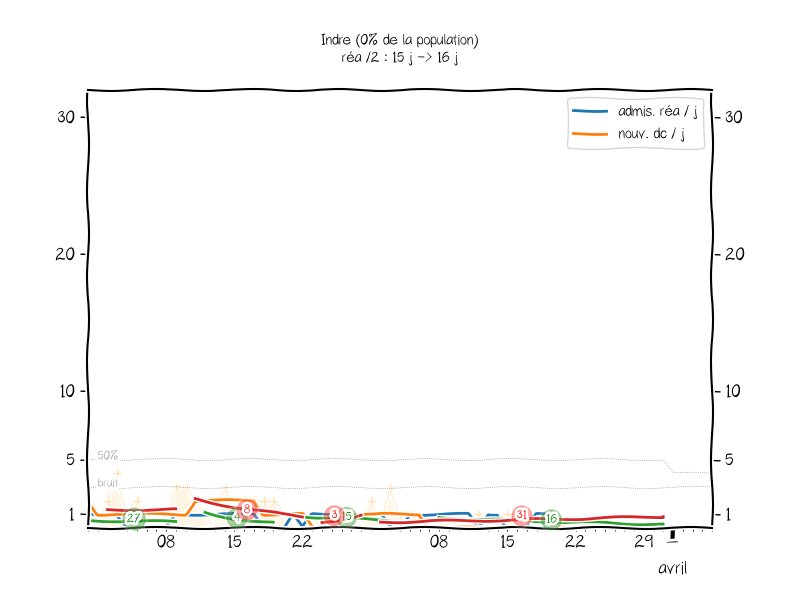 Indre (0% de la population)
réa /2 : 15 j -> 16 j
admis. réa / j
nouv. dc / j
30 30
20 20
10 10
50%
5 5
bruit
1 1
27 8 3 5 31 16
08 15 22 08 15 22 29
avril